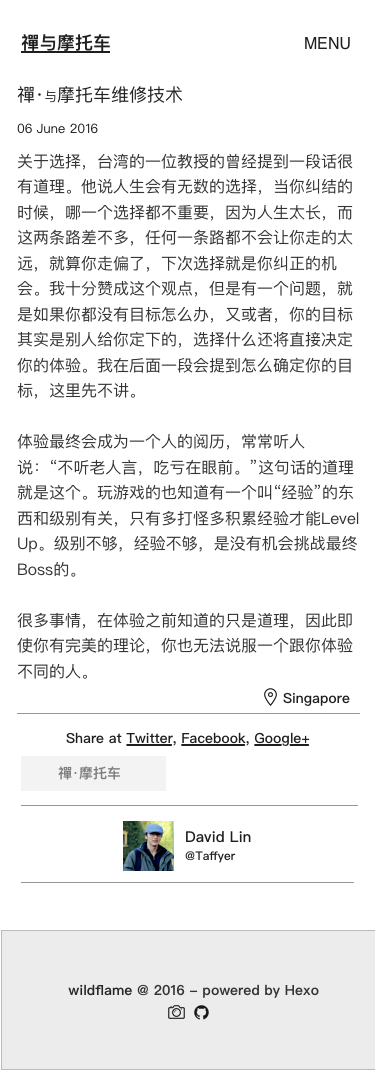 禪与摩托车
MENU
禪·与摩托车维修技术
06 June 2016
关于选择，台湾的一位教授的曾经提到一段话很
有道理。他说人生会有无数的选择，当你纠结的
时候，哪一个选择都不重要，因为人生太长，而
这两条路差不多，任何一条路都不会让你走的太
远，就算你走偏了，下次选择就是你纠正的机
会。我十分赞成这个观点，但是有一个问题，就
是如果你都没有目标怎么办，又或者，你的目标
其实是别人给你定下的，选择什么还将直接决定
你的体验。我在后面一段会提到怎么确定你的目
标，这里先不讲。
体验最终会成为一个人的阅历，常常听人
说：“不听老人言，吃亏在眼前。”这句话的道理
就是这个。玩游戏的也知道有一个叫“经验”的东
西和级别有关，只有多打怪多积累经验才能Level
Up。级别不够，经验不够，是没有机会挑战最终
Boss的。
很多事情，在体验之前知道的只是道理，因此即
使你有完美的理论，你也无法说服一个跟你体验
不同的人。
Singapore
Share at Twitter, Facebook, Google+
禪·摩托车
David Lin
@Taffyer
wildflame @ 2016 – powered by Hexo